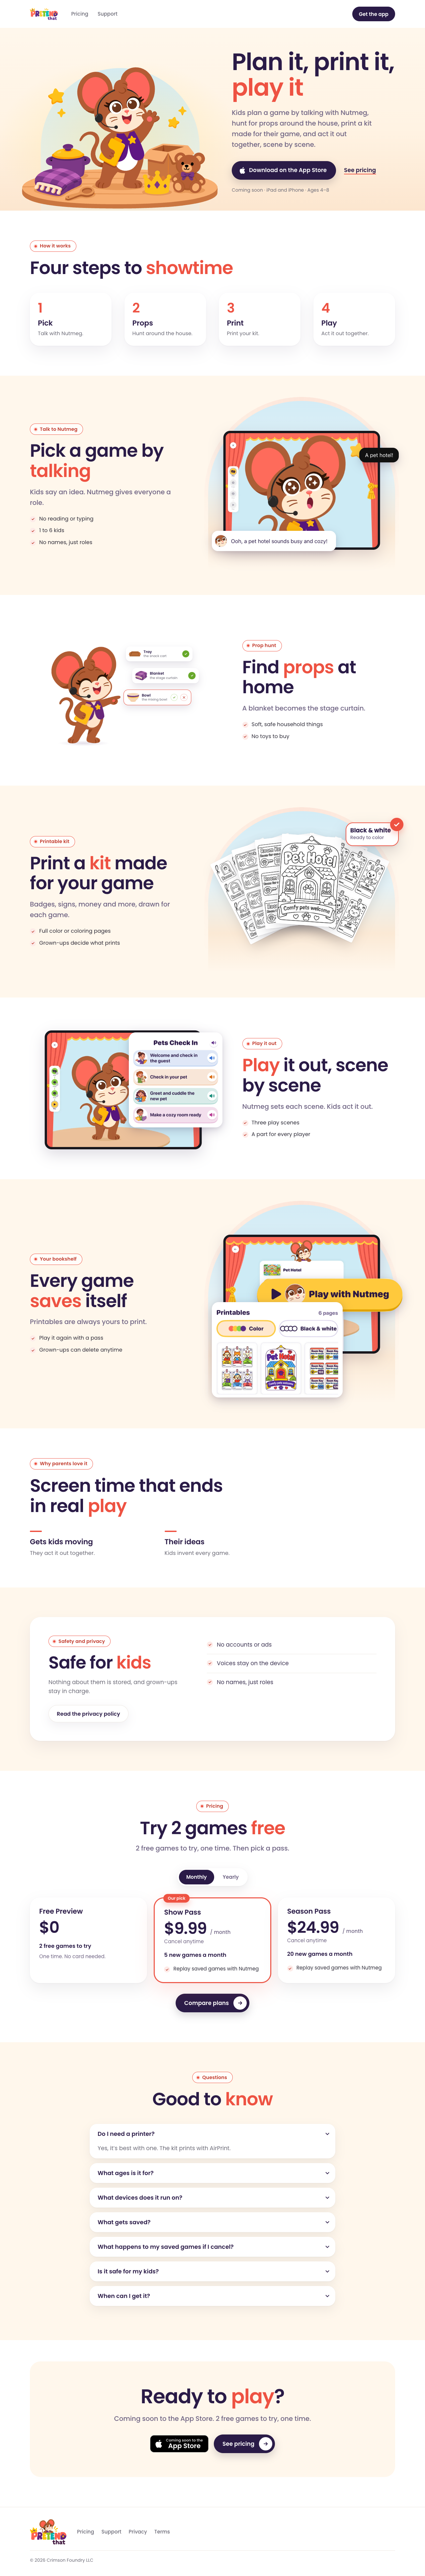 PRETEND that
Pricing
Support
Get the app
Plan it, print it,
play it
Kids plan a game by talking with Nutmeg,
hunt for props around the house, print a kit
made for their game, and act it out
together, scene by scene.
Download on the App Store
See pricing
Coming soon · iPad and iPhone · Ages 4–8
How it works
Four steps to showtime
1
Pick
Talk with Nutmeg.
2
Props
Hunt around the house.
3
Print
Print your kit.
4
Play
Act it out together.
Talk to Nutmeg
Pick a game by
talking
Kids say an idea. Nutmeg gives everyone a
role.
No reading or typing
1 to 6 kids
No names, just roles
A pet hotel!
Ooh, a pet hotel sounds busy and cozy!
Tray
Blanket
the stage curtain
Bowl
Prop hunt
Find props at
home
A blanket becomes the stage curtain.
Soft, safe household things
No toys to buy
Printable kit
Print a kit made
for your game
Badges, signs, money and more, drawn for
each game.
Full color or coloring pages
Grown-ups decide what prints
Black & white
Ready to color
Pet Hotel
Comfy pets welcome
Pets Check In
Welcome and check in
the guest
Check in your pet
Greet and cuddle the
new pet
Make a cozy room ready
Play it out
Play it out, scene
by scene
Nutmeg sets each scene. Kids act it out.
Three play scenes
A part for every player
Your bookshelf
Every game
saves itself
Printables are always yours to print.
Play it again with a pass
Grown-ups can delete anytime
Pet Hotel
Play with Nutmeg
Printables
6 pages
Color
Black & white
Pet Hotel
Why parents love it
Screen time that ends
in real play
Gets kids moving
They act it out together.
Their ideas
Kids invent every game.
Safety and privacy
Safe for kids
Nothing about them is stored, and grown-ups
stay in charge.
Read the privacy policy
No accounts or ads
Voices stay on the device
No names, just roles
Pricing
Try 2 games free
2 free games to try, one time. Then pick a pass.
Monthly
Yearly
Free Preview
$0
2 free games to try
One time. No card needed.
Our pick
Show Pass
$9.99 / month
Cancel anytime
5 new games a month
Replay saved games with Nutmeg
Season Pass
$24.99 / month
Cancel anytime
20 new games a month
Replay saved games with Nutmeg
Compare plans
Questions
Good to know
Do I need a printer?
Yes, it's best with one. The kit prints with AirPrint.
What ages is it for?
What devices does it run on?
What gets saved?
What happens to my saved games if I cancel?
Is it safe for my kids?
When can I get it?
Ready to play?
Coming soon to the App Store. 2 free games to try, one time.
Coming soon to the
App Store
See pricing
PRETEND that
Pricing
Support
Privacy
Terms
© 2026 Crimson Foundry LLC